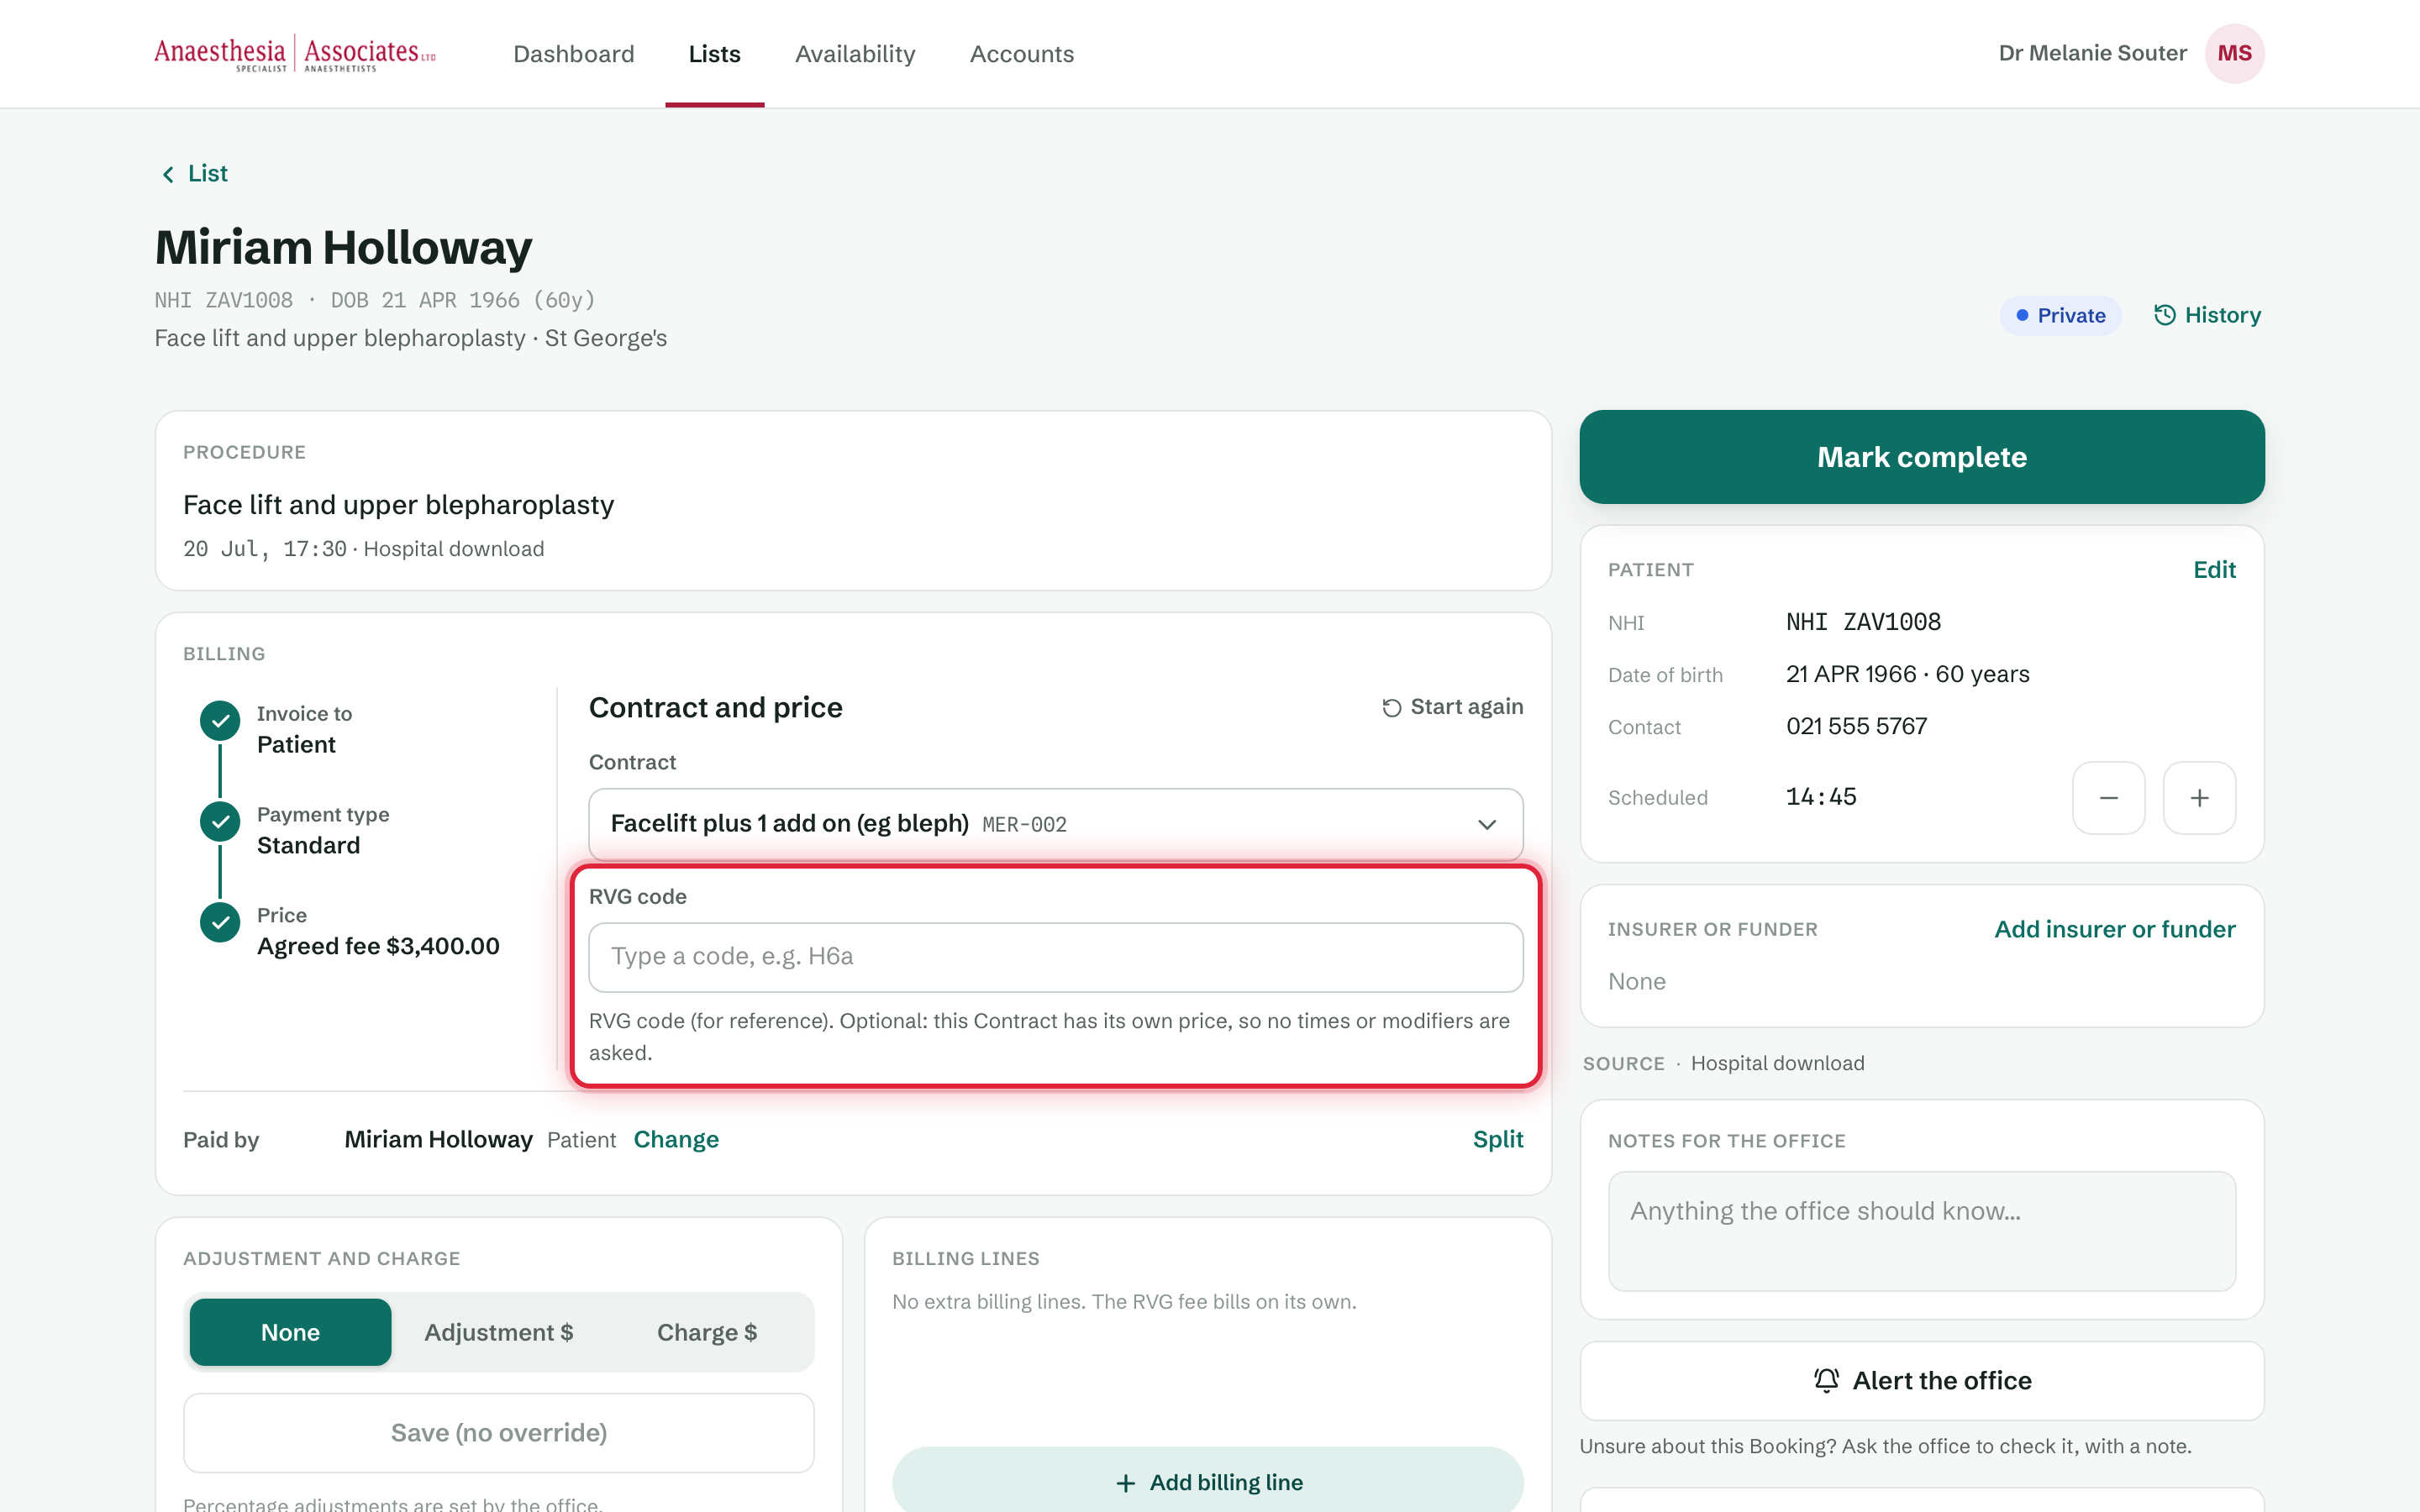 Anaesthesia | Associates LTD
SPECIALIST ANAESTHETISTS
Dashboard
Lists
Availability
Accounts
Dr Melanie Souter
MS
List
Miriam Holloway
NHI ZAV1008 · DOB 21 APR 1966 (60y)
Face lift and upper blepharoplasty · St George's
Private
History
PROCEDURE
Face lift and upper blepharoplasty
20 Jul, 17:30 · Hospital download
BILLING
Invoice to
Patient
Payment type
Standard
Price
Agreed fee $3,400.00
Contract and price
Start again
Contract
Facelift plus 1 add on (eg bleph) MER-002
RVG code
Type a code, e.g. H6a
RVG code (for reference). Optional: this Contract has its own price, so no times or modifiers are
asked.
Paid by
Miriam Holloway Patient Change
Split
ADJUSTMENT AND CHARGE
None
Adjustment $
Charge $
Save (no override)
Percentage adjustments are set by the office.
BILLING LINES
No extra billing lines. The RVG fee bills on its own.
+ Add billing line
Mark complete
PATIENT
Edit
NHI
NHI ZAV1008
Date of birth
21 APR 1966 · 60 years
Contact
021 555 5767
Scheduled
14:45
− +
INSURER OR FUNDER
Add insurer or funder
None
SOURCE · Hospital download
NOTES FOR THE OFFICE
Anything the office should know...
Alert the office
Unsure about this Booking? Ask the office to check it, with a note.